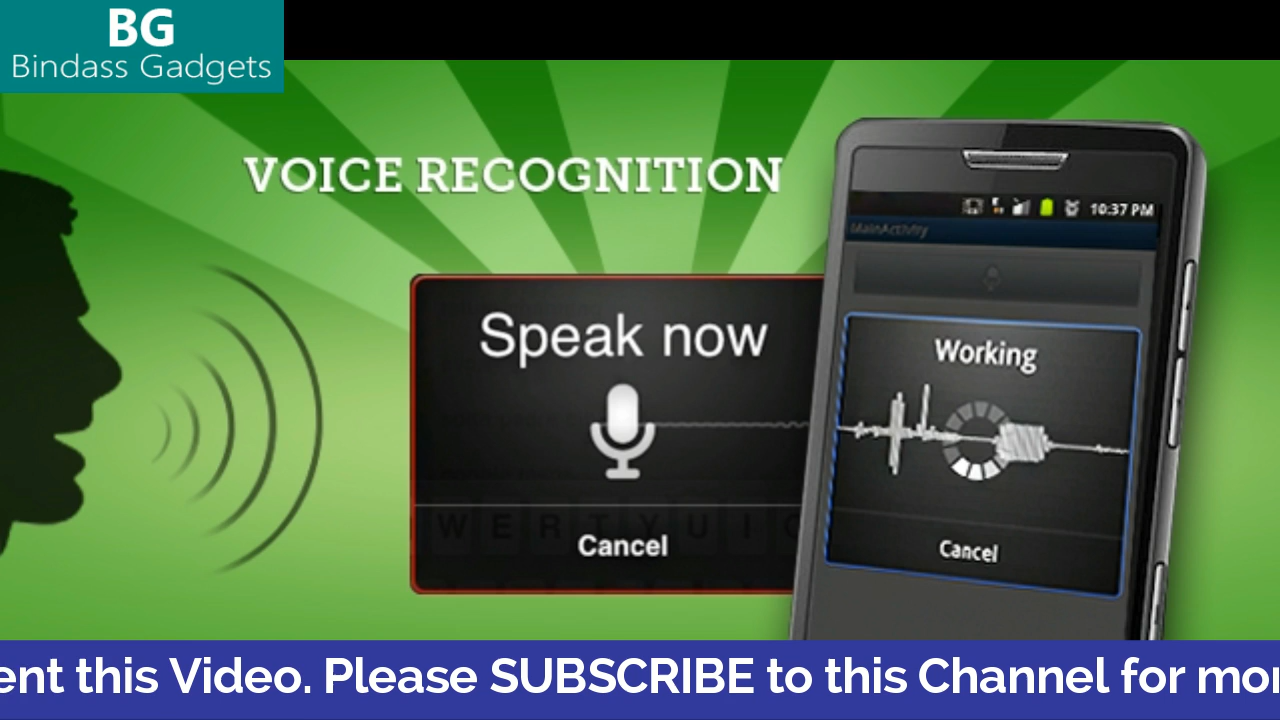 BG
Bindass Gadgets
VOICE RECOGNITION
10:37 PM
MainActivity
Speak now
Working
W E R T Y U I
Cancel
Cancel
ent this Video. Please SUBSCRIBE to this Channel for mor